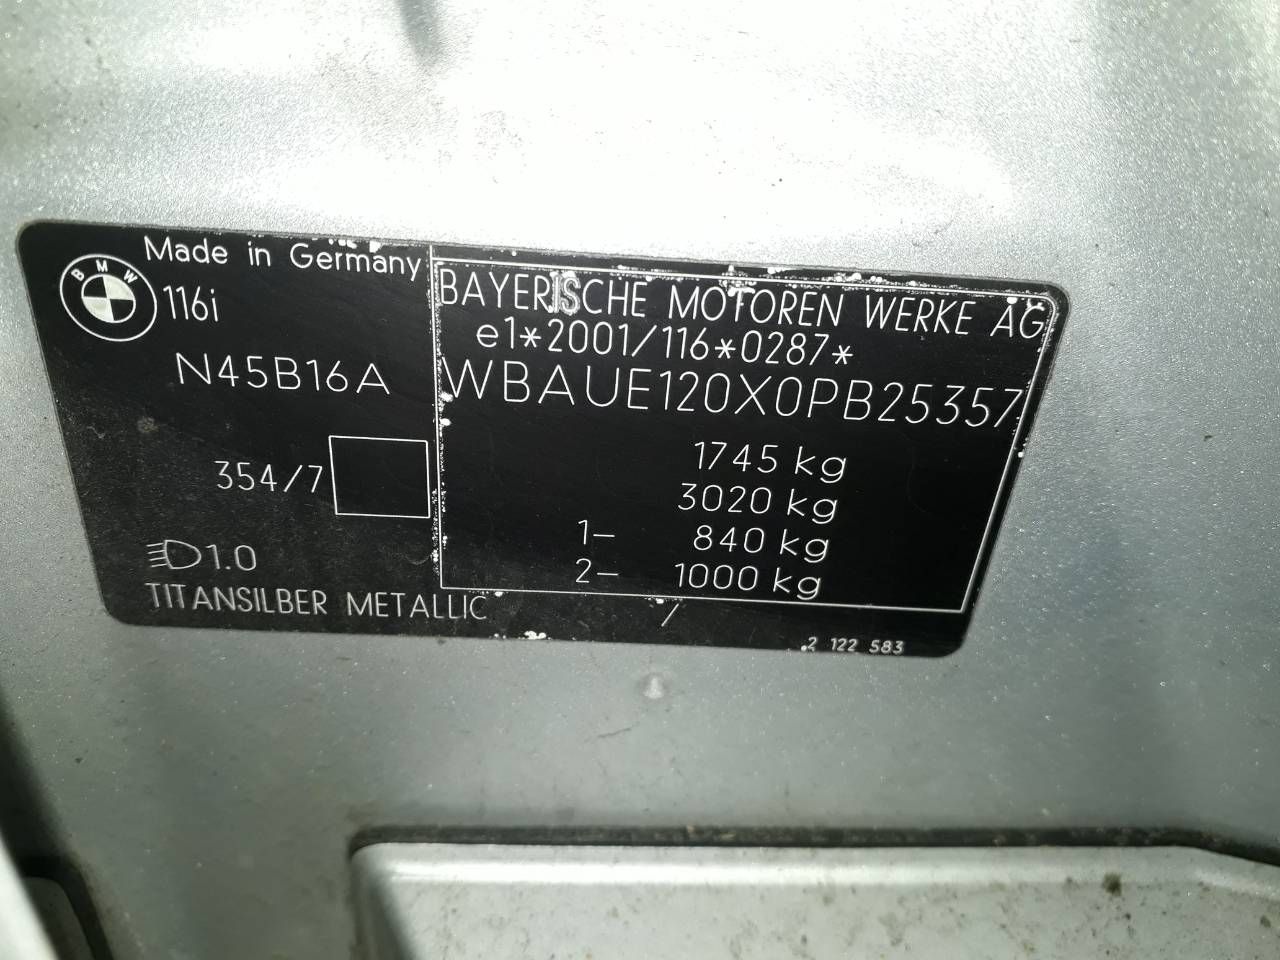 BMW
Made in Germany
116i
N45B16A
354/7
1.0
TITANSILBER METALLIC
BAYERISCHE MOTOREN WERKE AG
e1*2001/116*0287*
WBAUE120X0PB25357
1745 kg
3020 kg
1- 840 kg
2- 1000 kg
/
2 122 583